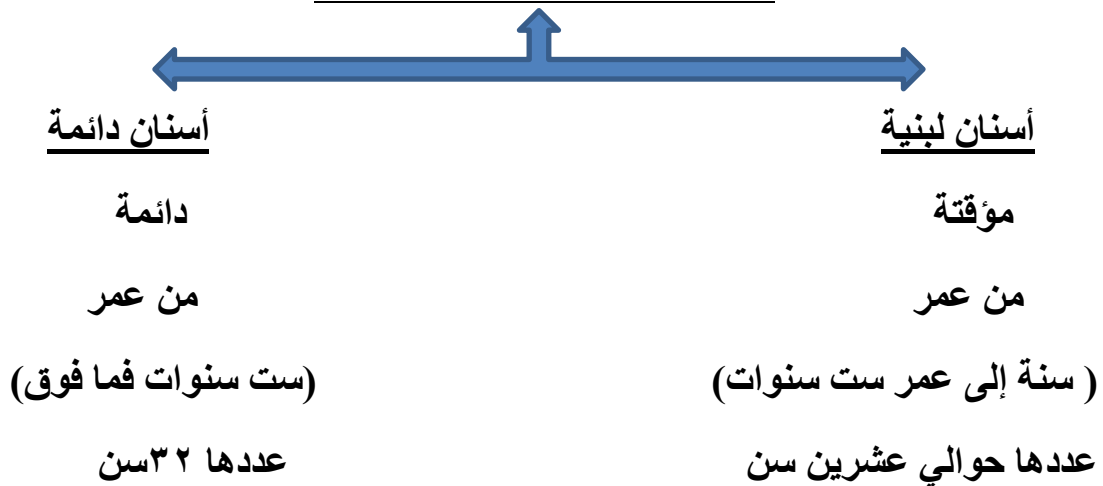 أسنان لبنية
مؤقتة
من عمر
( سنة إلى عمر ست سنوات)
عددها حوالي عشرين سن
أسنان دائمة
دائمة
من عمر
(ست سنوات فما فوق)
عددها ٣٢سن